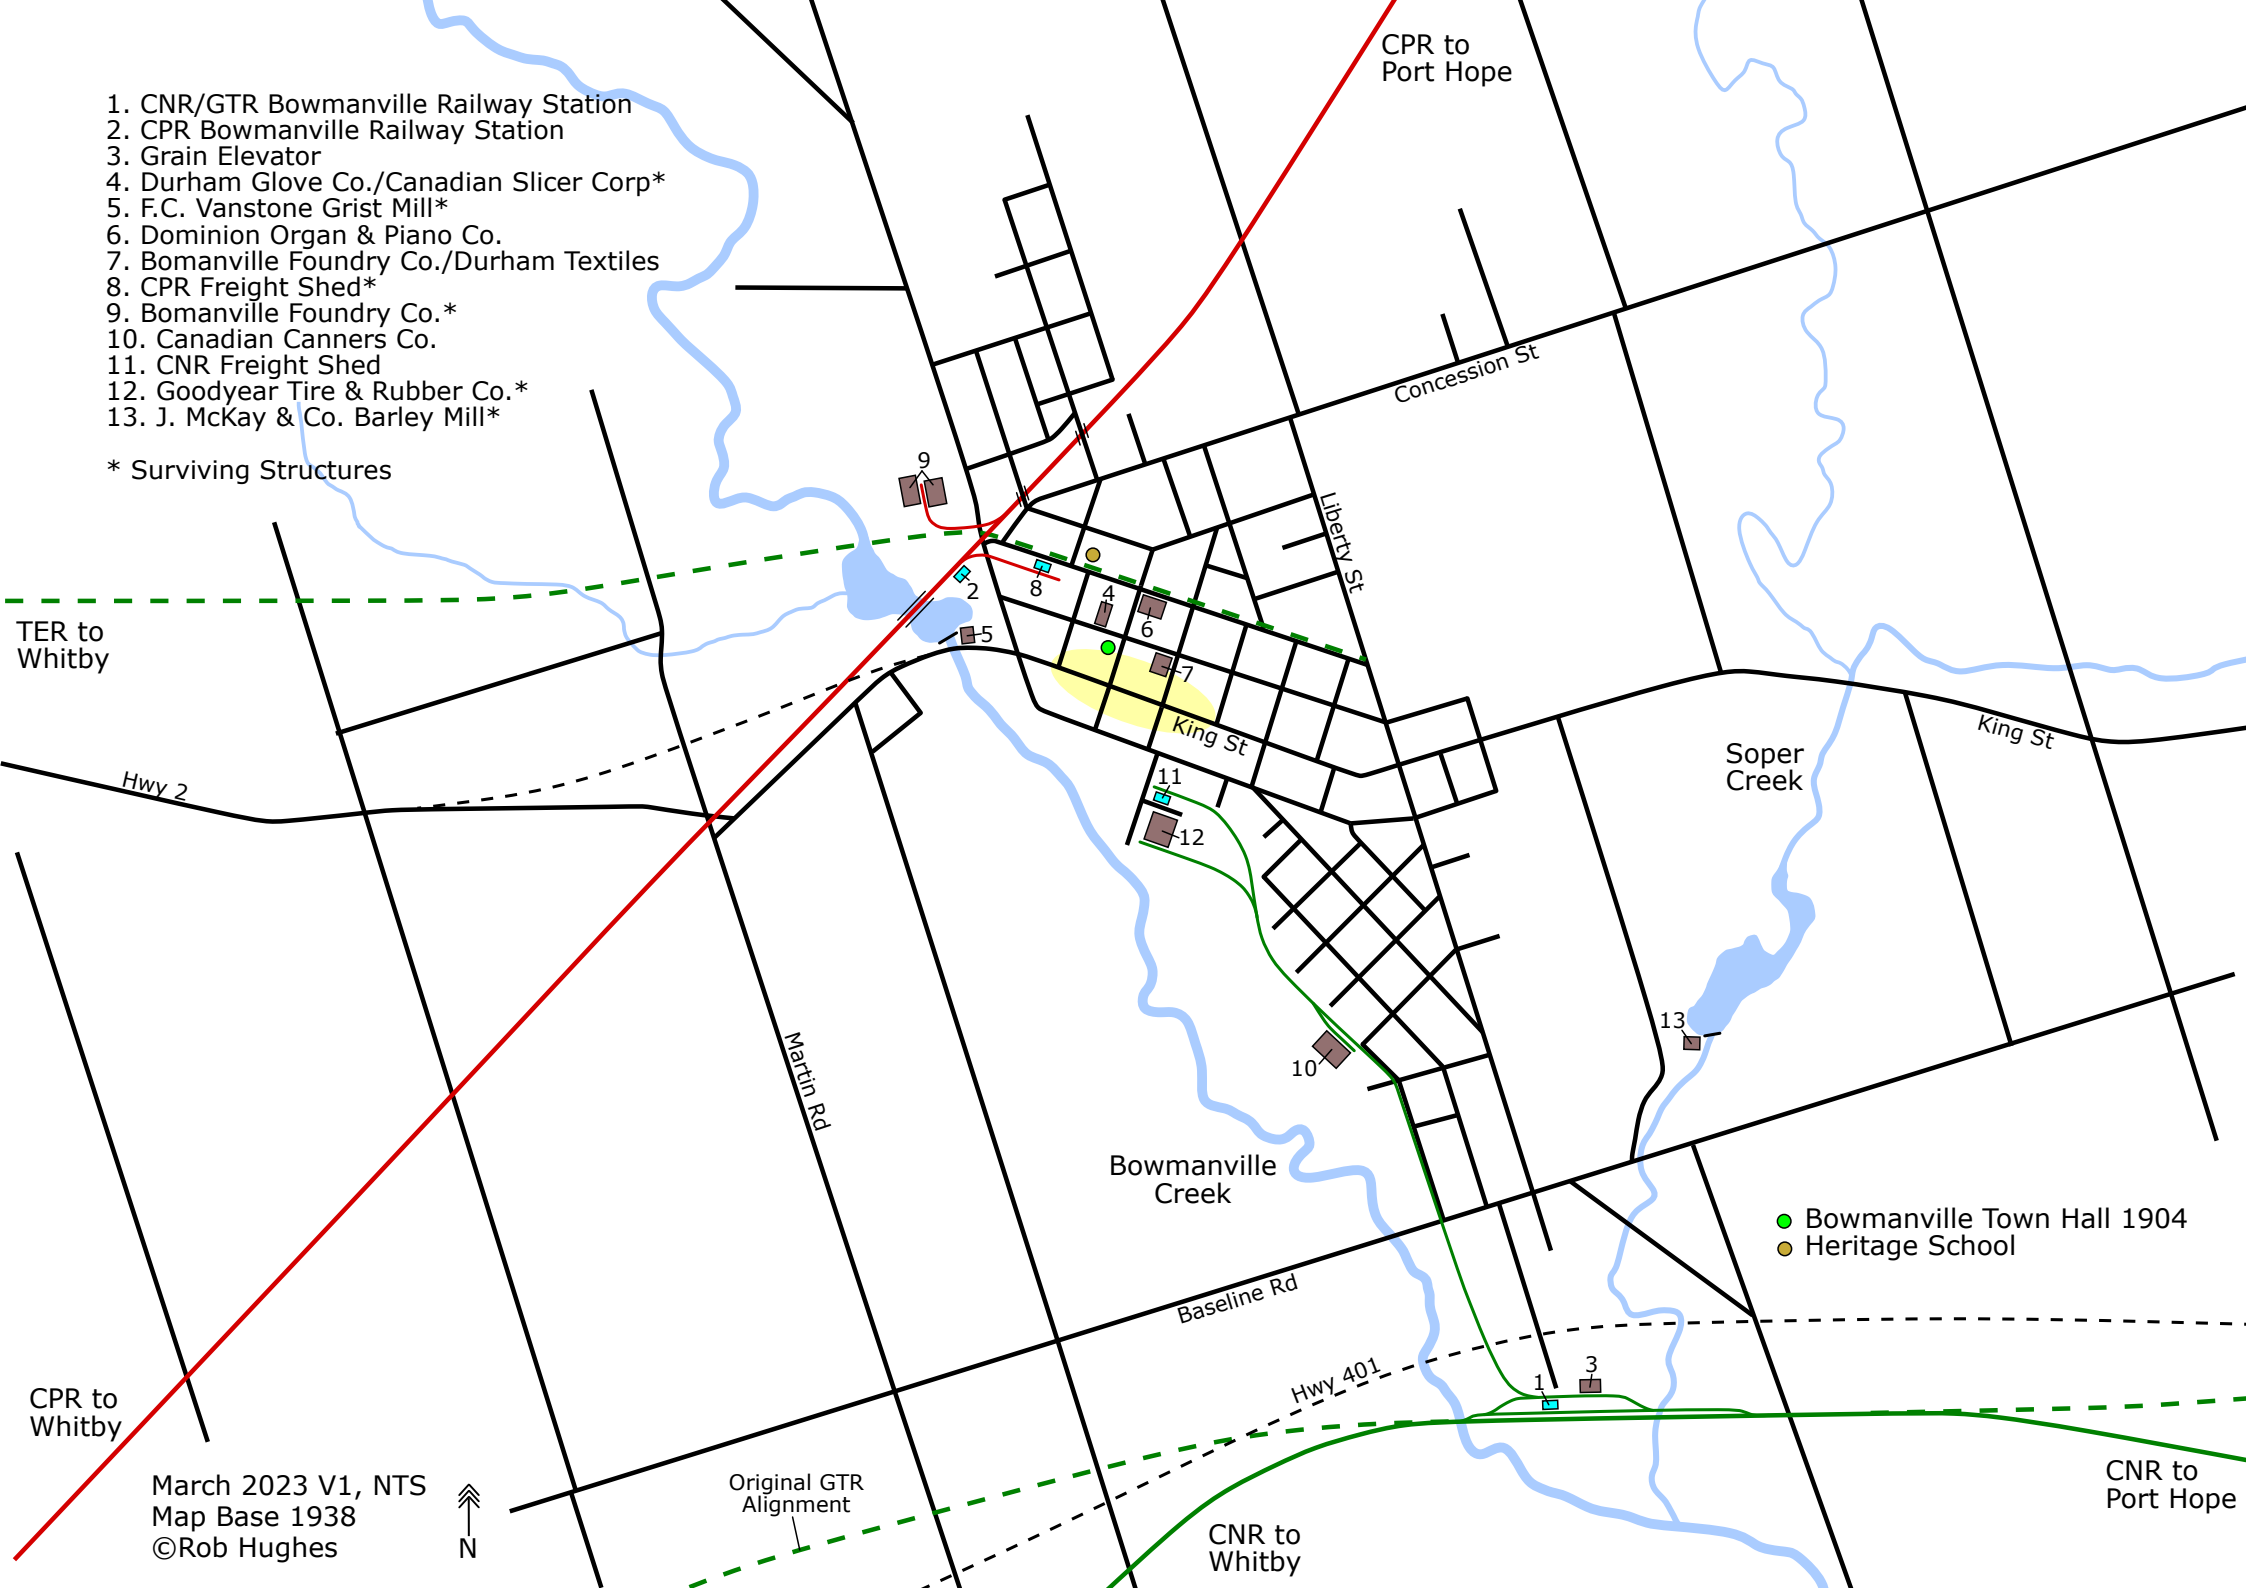 CPR to
Port Hope
1. CNR/GTR Bowmanville Railway Station
2. CPR Bowmanville Railway Station
3. Grain Elevator
4. Durham Glove Co./Canadian Slicer Corp*
5. F.C. Vanstone Grist Mill*
6. Dominion Organ & Piano Co.
7. Bomanville Foundry Co./Durham Textiles
8. CPR Freight Shed*
9. Bomanville Foundry Co.*
10. Canadian Canners Co.
11. CNR Freight Shed
12. Goodyear Tire & Rubber Co.*
13. J. McKay & Co. Barley Mill*
* Surviving Structures
Concession St
9
Liberty St
2
8
4
6
5
7
TER to
Whitby
King St
King St
Soper
Creek
Hwy 2
11
12
13
10
Martin Rd
Bowmanville
Creek
Bowmanville Town Hall 1904
Heritage School
Baseline Rd
Hwy 401
1
3
CPR to
Whitby
Original GTR
Alignment
CNR to
Port Hope
CNR to
Whitby
March 2023 V1, NTS
Map Base 1938
©Rob Hughes
N